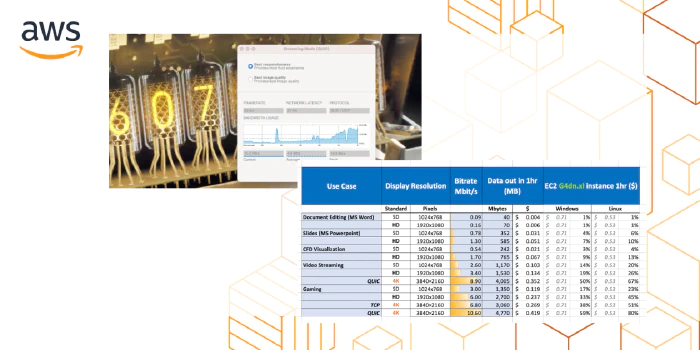 aws
607
Streaming Mode (QUIC)
Best responsiveness
Best image quality
FRAMERATE NETWORK LATENCY PROTOCOL
BANDWIDTH USAGE
Current Average
Use Case Display Resolution Bitrate Mbit/s Data out in 1hr (MB) EC2 G4dn.xl instance 1hr ($)
Standard Pixels Mbytes $ Windows Linux
Document Editing (MS Word) SD 1024x768 0.09 40 $ 0.004 $ 0.71 1% $ 0.53 1%
HD 1920x1080 0.16 70 $ 0.006 $ 0.71 1% $ 0.53 1%
Slides (MS Powerpoint) SD 1024x768 0.78 352 $ 0.031 $ 0.71 4% $ 0.53 6%
HD 1920x1080 1.30 585 $ 0.051 $ 0.71 7% $ 0.53 10%
CFD Visualisation SD 1024x768 0.54 242 $ 0.021 $ 0.71 3% $ 0.53 4%
HD 1920x1080 1.70 765 $ 0.067 $ 0.71 9% $ 0.53 13%
Video Streaming SD 1024x768 2.60 1,170 $ 0.103 $ 0.71 14% $ 0.53 20%
HD 1920x1080 3.40 1,530 $ 0.134 $ 0.71 19% $ 0.53 26%
QUIC 4K 3840×2160 8.90 4,005 $ 0.352 $ 0.71 50% $ 0.53 67%
Gaming SD 1024x768 3.00 1,350 $ 0.119 $ 0.71 17% $ 0.53 23%
HD 1920x1080 6.00 2,700 $ 0.237 $ 0.71 33% $ 0.53 45%
TCP 4K 3840×2160 6.80 3,060 $ 0.269 $ 0.71 38% $ 0.53 51%
QUIC 4K 3840×2160 10.60 4,770 $ 0.419 $ 0.71 59% $ 0.53 80%